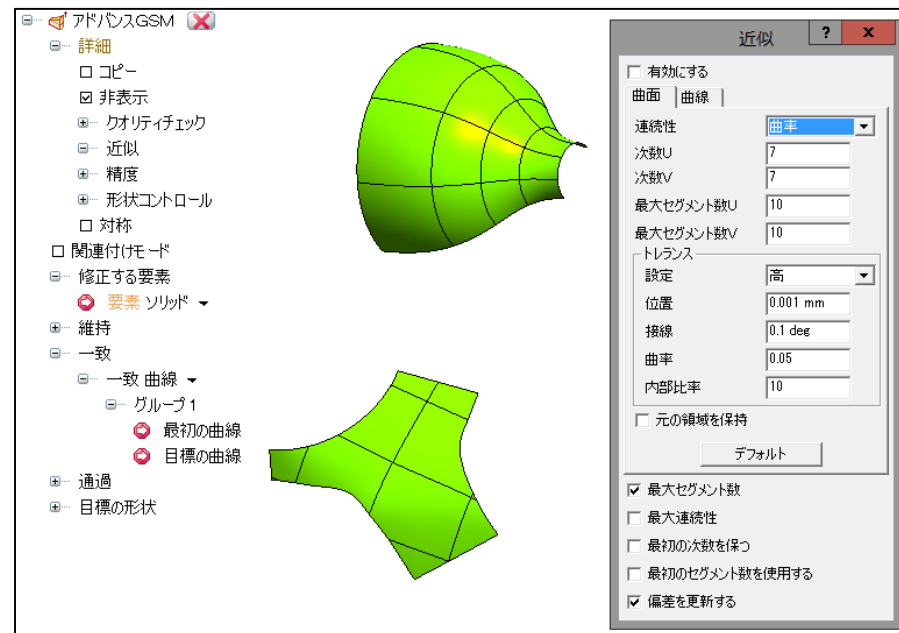 アドバンスGSM
詳細
コピー
非表示
クオリティチェック
近似
精度
形状コントロール
対称
関連付けモード
修正する要素
要素 ソリッド
維持
一致
一致 曲線
グループ 1
最初の曲線
目標の曲線
通過
目標の形状
近似
?
x
有効にする
曲面 曲線
連続性 曲率
次数U 7
次数V 7
最大セグメント数U 10
最大セグメント数V 10
トレランス
設定 高
位置 0.001 mm
接線 0.1 deg
曲率 0.05
内部比率 10
元の領域を保持
デフォルト
最大セグメント数
最大連続性
最初の次数を保つ
最初のセグメント数を使用する
偏差を更新する